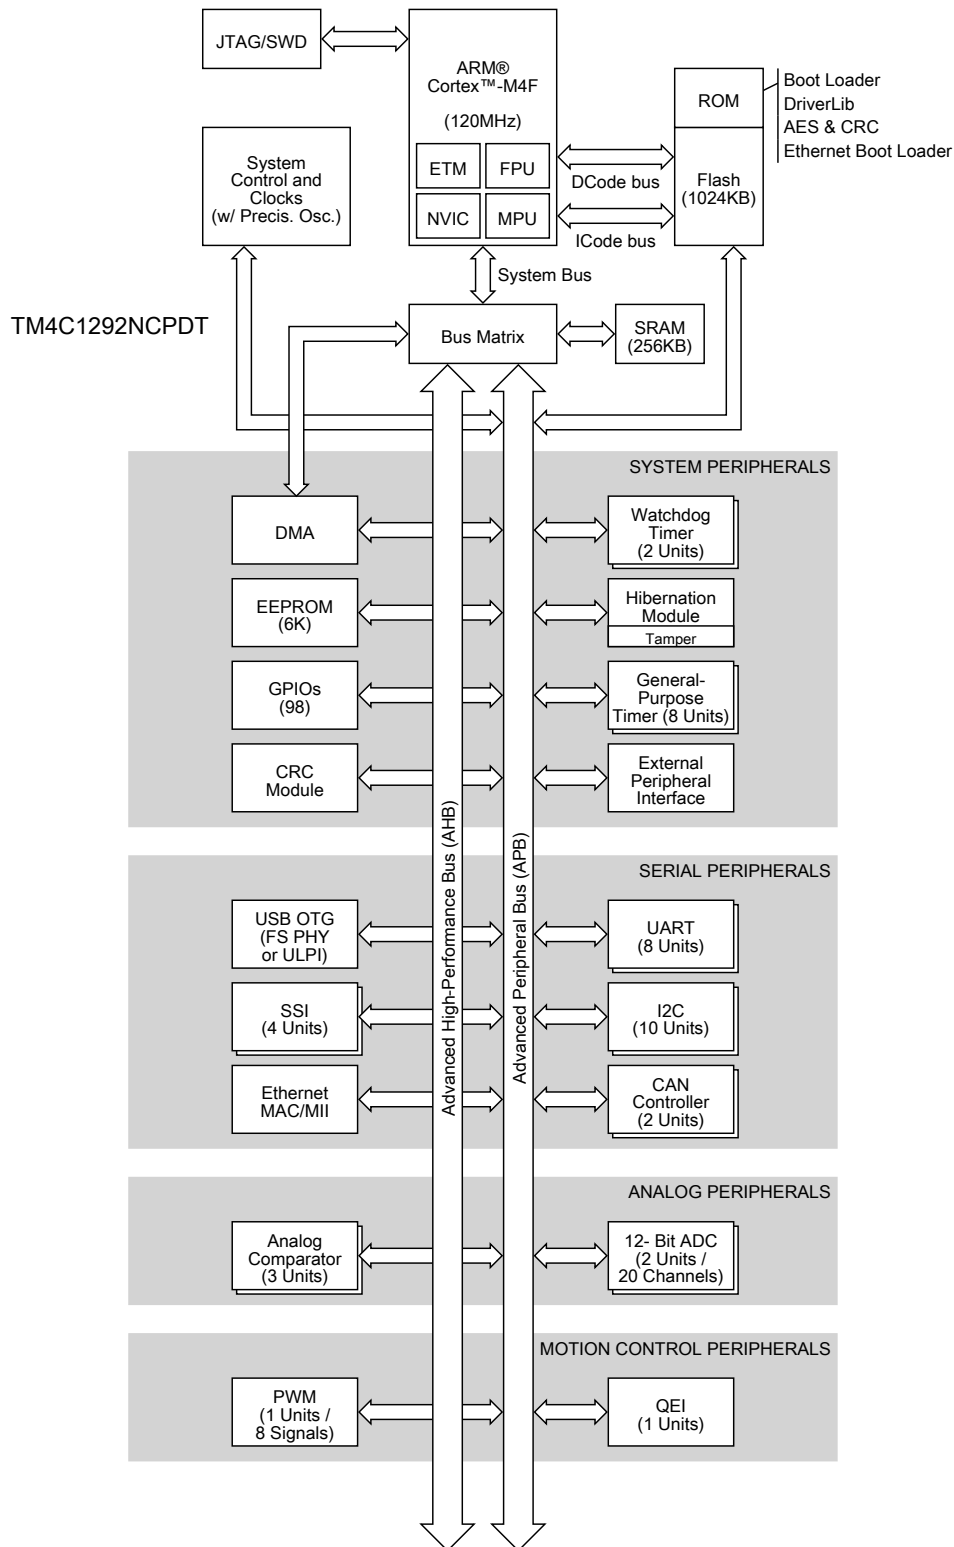 JTAG/SWD
ARM®
Cortex™-M4F
(120MHz)
ETM
FPU
NVIC
MPU
ROM
Flash
(1024KB)
Boot Loader
DriverLib
AES & CRC
Ethernet Boot Loader
System
Control and
Clocks
(w/ Precis. Osc.)
DCode bus
ICode bus
System Bus
TM4C1292NCPDT
Bus Matrix
SRAM
(256KB)
SYSTEM PERIPHERALS
DMA
Watchdog
Timer
(2 Units)
EEPROM
(6K)
Hibernation
Module
Tamper
GPIOs
(98)
General-
Purpose
Timer (8 Units)
CRC
Module
External
Peripheral
Interface
Advanced High-Performance Bus (AHB)
Advanced Peripheral Bus (APB)
SERIAL PERIPHERALS
USB OTG
(FS PHY
or ULPI)
UART
(8 Units)
SSI
(4 Units)
I2C
(10 Units)
Ethernet
MAC/MII
CAN
Controller
(2 Units)
ANALOG PERIPHERALS
Analog
Comparator
(3 Units)
12- Bit ADC
(2 Units /
20 Channels)
MOTION CONTROL PERIPHERALS
PWM
(1 Units /
8 Signals)
QEI
(1 Units)